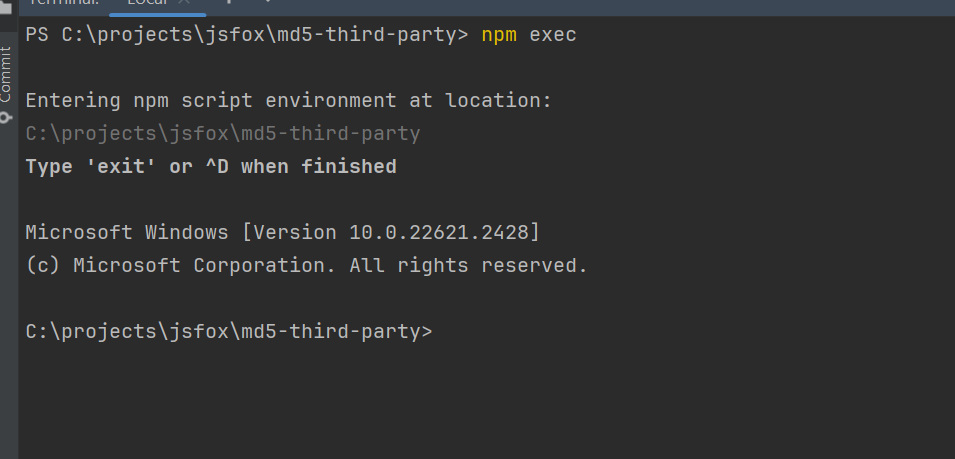 Terminal: Local
PS C:\projects\jsfox\md5-third-party> npm exec
Entering npm script environment at location:
C:\projects\jsfox\md5-third-party
Type 'exit' or ^D when finished
Microsoft Windows [Version 10.0.22621.2428]
(c) Microsoft Corporation. All rights reserved.
C:\projects\jsfox\md5-third-party>
Commit